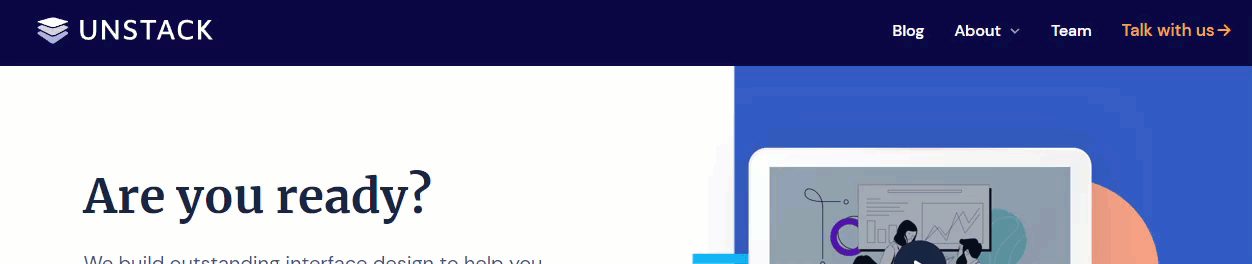 UNSTACK
Blog About Team Talk with us
Are you ready?
We build outstanding interface design to help you